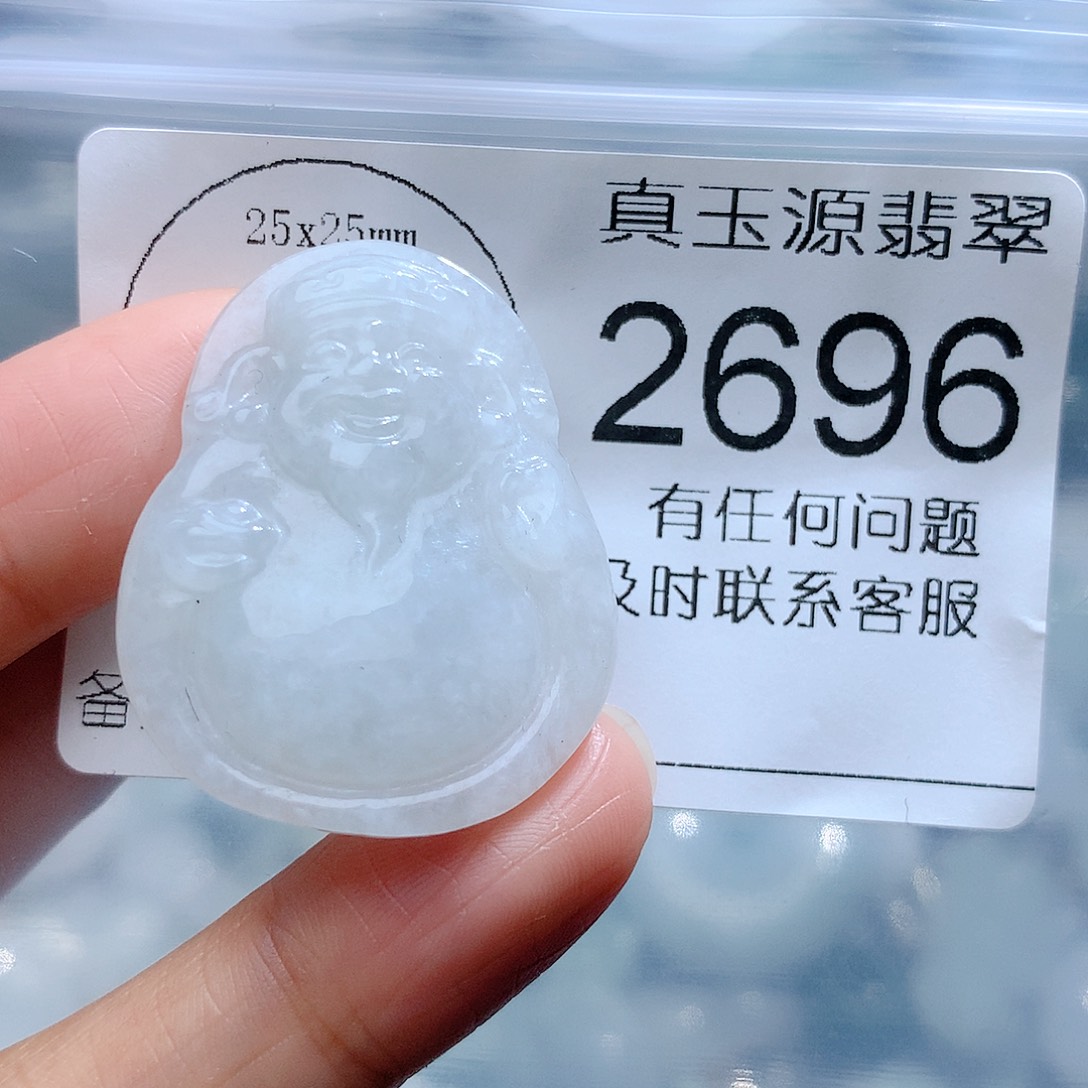 25x25mm
真玉源翡翠
2696
有任何问题
及时联系客服
备